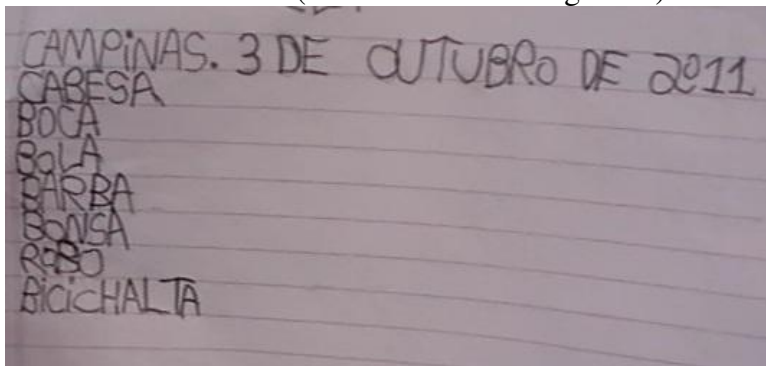 CAMPINAS. 3 DE OUTUBRO DE 2011
CABESA
BOCA
BOLA
BARBA
BONSA
ROBO
BICICHALTA